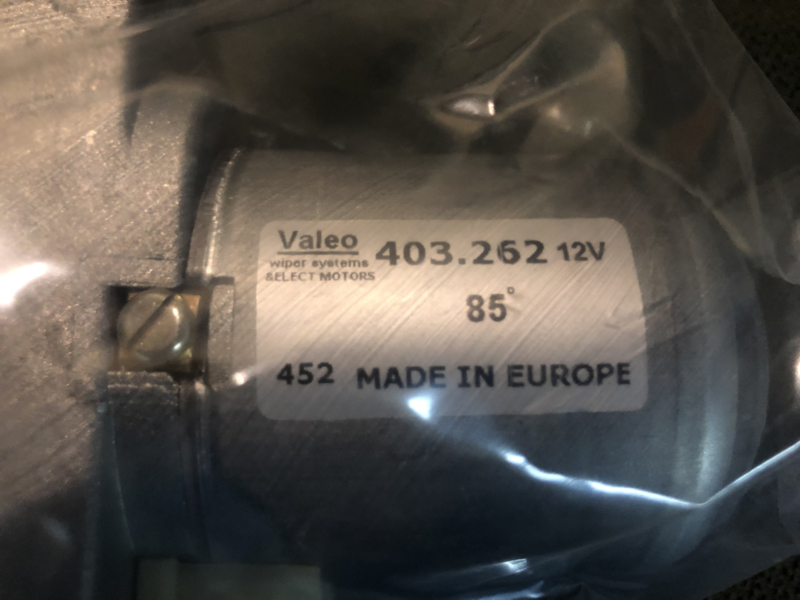 Valeo 403.262 12V
wiper systems
&ELECT MOTORS
85°
452 MADE IN EUROPE